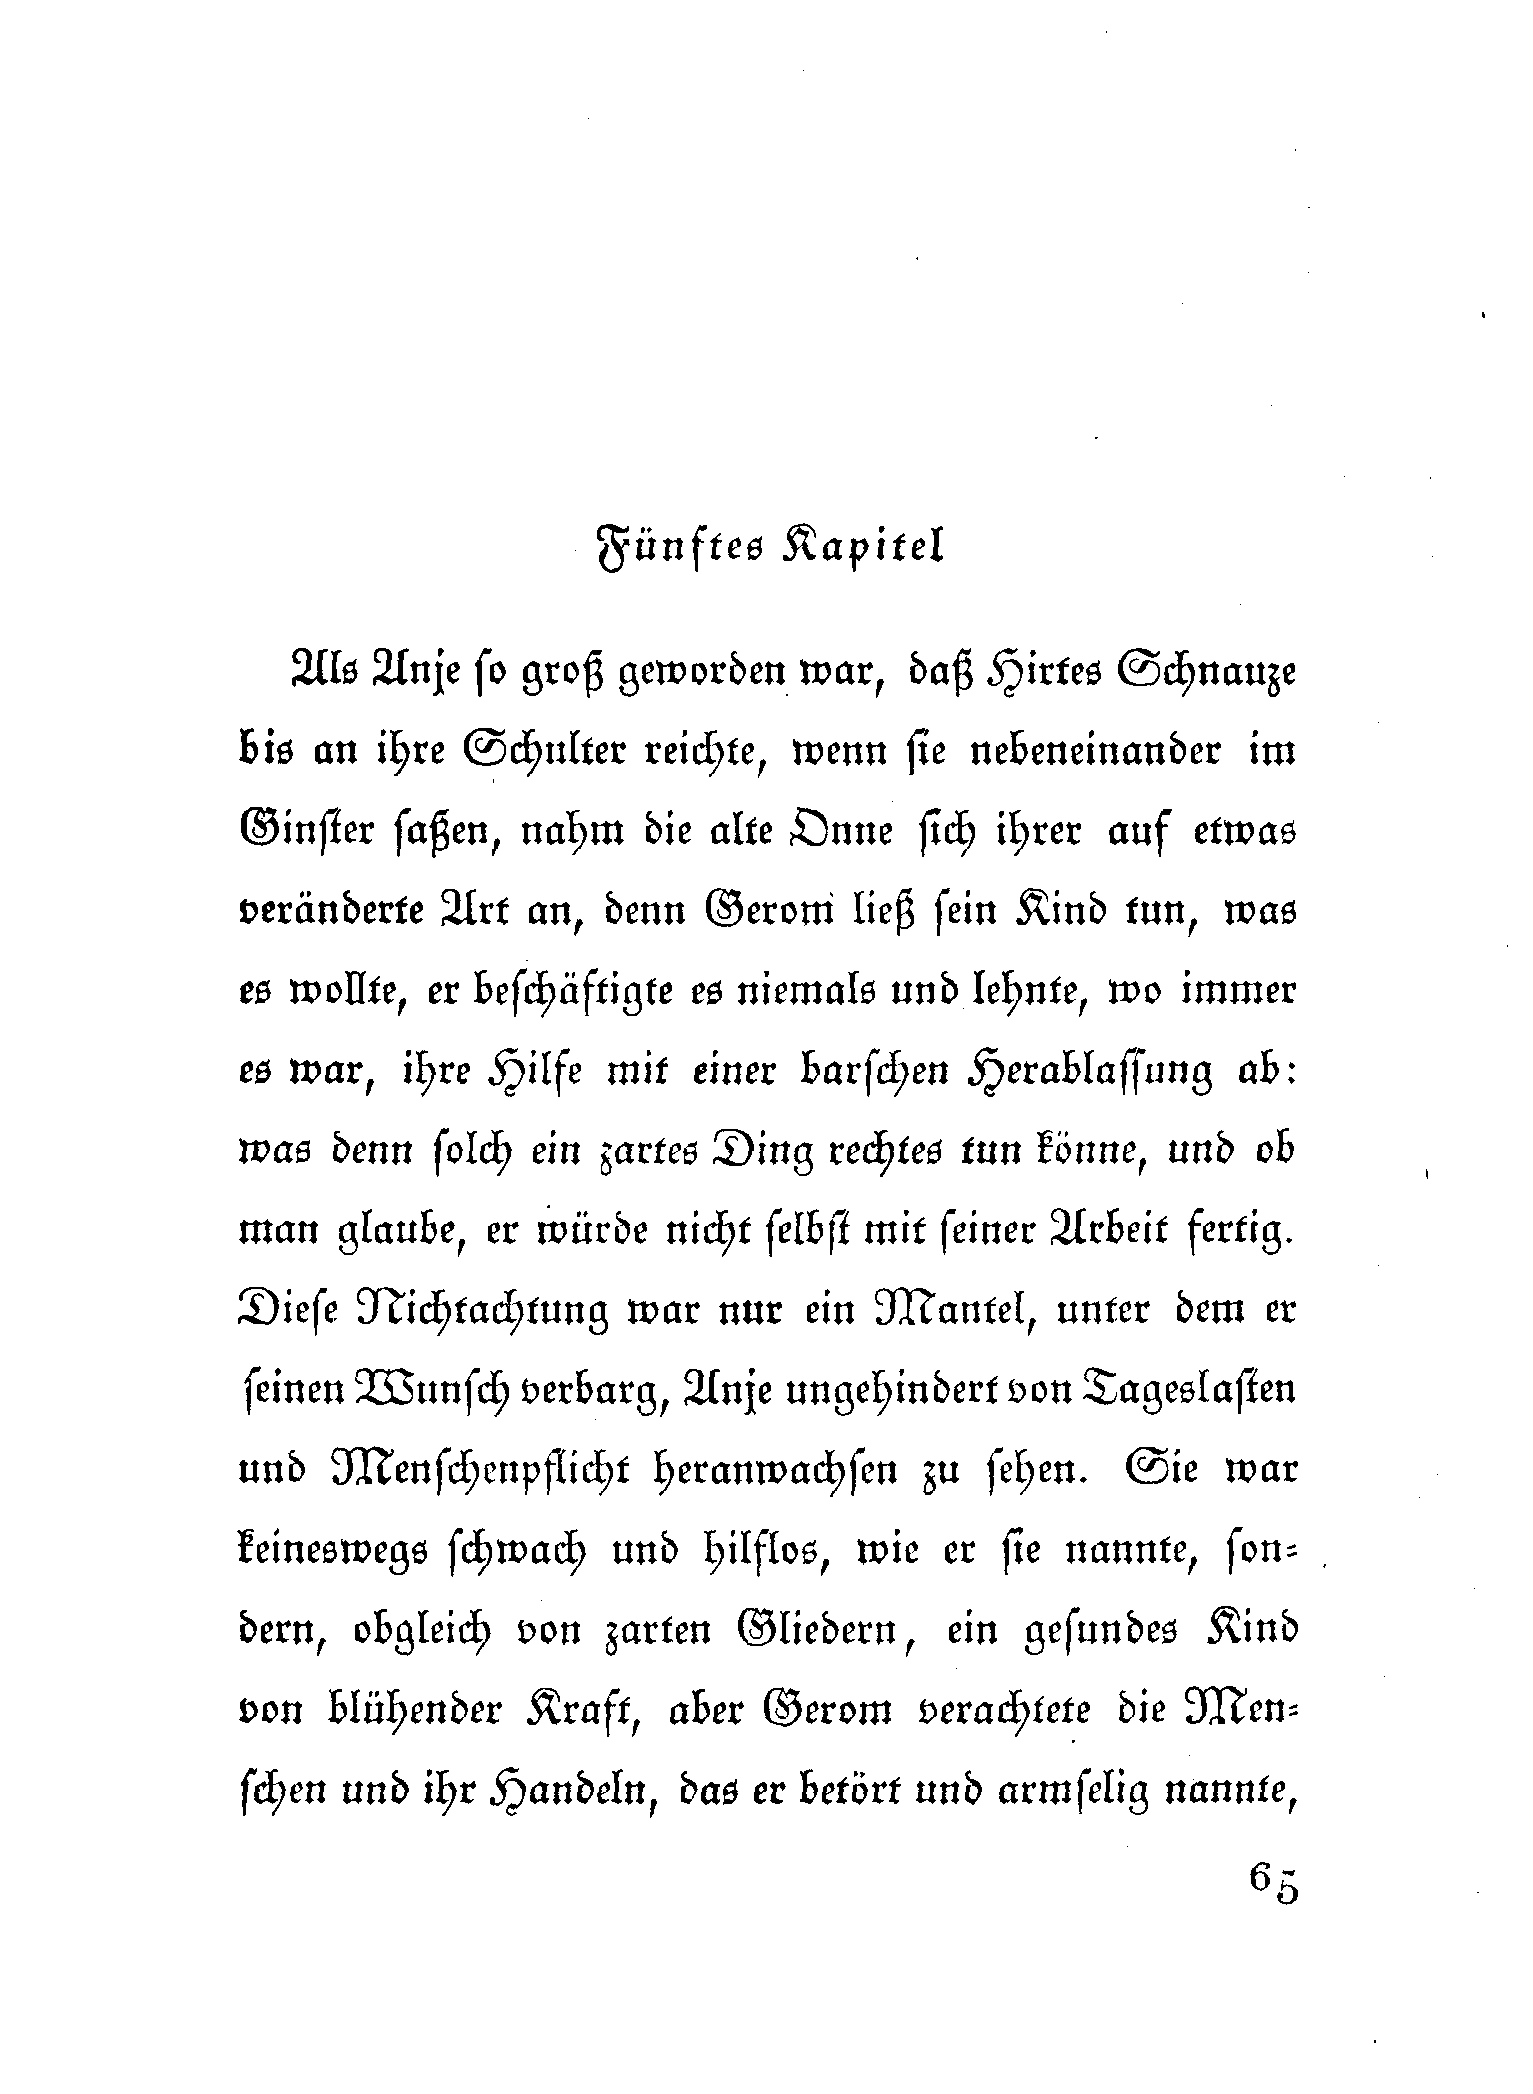 Fünftes Kapitel
Als Anje so groß geworden war, daß Hirtes Schnauze
bis an ihre Schulter reichte, wenn sie nebeneinander im
Ginster saßen, nahm die alte Onne sich ihrer auf etwas
veränderte Art an, denn Gerom ließ sein Kind tun, was
es wollte, er beschäftigte es niemals und lehnte, wo immer
es war, ihre Hilfe mit einer barschen Herablassung ab:
was denn solch ein zartes Ding rechtes tun könne, und ob
man glaube, er würde nicht selbst mit seiner Arbeit fertig.
Diese Nichtachtung war nur ein Mantel, unter dem er
seinen Wunsch verbarg, Anje ungehindert von Tageslasten
und Menschenpflicht heranwachsen zu sehen. Sie war
keineswegs schwach und hilflos, wie er sie nannte, son-
dern, obgleich von zarten Gliedern, ein gesundes Kind
von blühender Kraft, aber Gerom verachtete die Men-
schen und ihr Handeln, das er betört und armselig nannte,
65